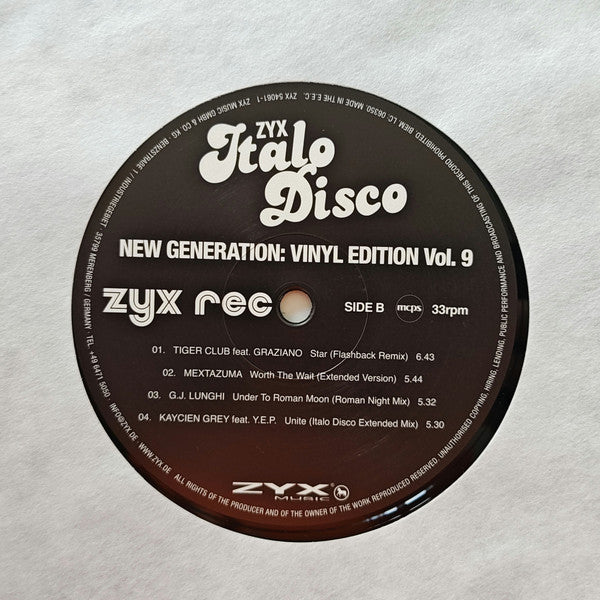 ZYX
Italo
Disco
NEW GENERATION: VINYL EDITION Vol. 9
zyx rec
SIDE B
mcps
33rpm
01. TIGER CLUB feat. GRAZIANO Star (Flashback Remix) 6.43
02. MEXTAZUMA Worth The Wait (Extended Version) 5.44
03. G.J. LUNGHI Under To Roman Moon (Roman Night Mix) 5.32
04. KAYCIEN GREY feat. Y.E.P. Unite (Italo Disco Extended Mix) 5.30
ZYX®
MUSIC
ALL RIGHTS OF THE PRODUCER AND OF THE OWNER OF THE WORK REPRODUCED RESERVED. UNAUTHORISED COPYING, HIRING, LENDING, PUBLIC PERFORMANCE AND BROADCASTING OF THIS RECORD PROHIBITED. BIEM. LC: 06350. MADE IN THE E.E.C. ZYX 54061-1 ZYX MUSIC GMBH & CO KG · BENZSTRAßE 1 / INDUSTRIEGEBIET · 35799 MERENBERG / GERMANY · TEL. +49 6471 5050 · INFO@ZYX.DE · WWW.ZYX.DE